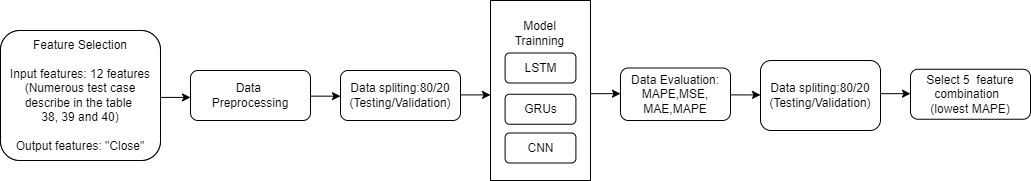 Feature Selection
Input features: 12 features
(Numerous test case
describe in the table
38, 39 and 40)
Output features: "Close"
Data
Preprocessing
Data spliting:80/20
(Testing/Validation)
Model
Trainning
LSTM
GRUs
CNN
Data Evaluation:
MAPE,MSE,
MAE,MAPE
Data spliting:80/20
(Testing/Validation)
Select 5 feature
combination
(lowest MAPE)